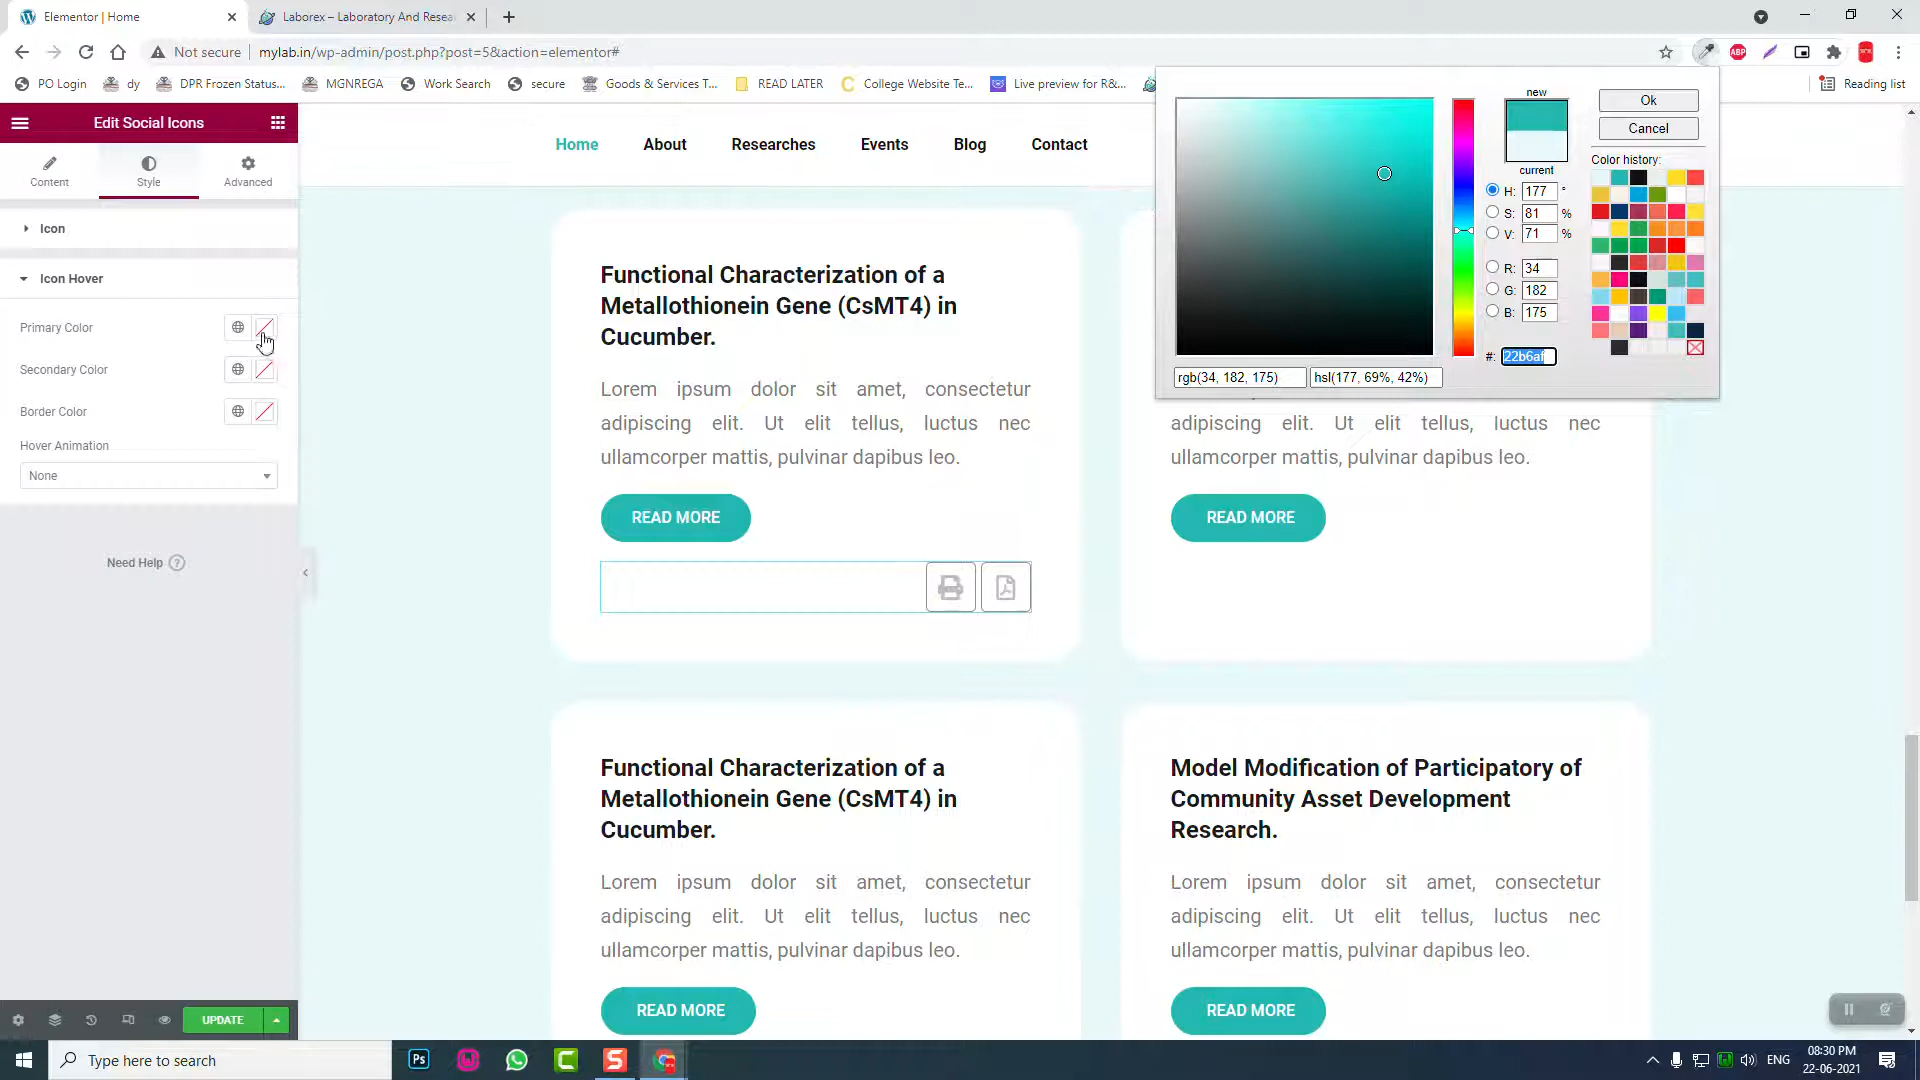 Elementor | Home
Laborex – Laboratory And Resea
Not secure
mylab.in/wp-admin/post.php?post=5&action=elementor#
PO Login
dy
DPR Frozen Status...
MGNREGA
Work Search
secure
Goods & Services T...
READ LATER
College Website Te...
Live preview for R&...
Reading list
Edit Social Icons
Content
Style
Advanced
Icon
Icon Hover
Primary Color
Secondary Color
Border Color
Hover Animation
None
Need Help
UPDATE
Home
About
Researches
Events
Blog
Contact
Functional Characterization of a
Metallothionein Gene (CsMT4) in
Cucumber.
Lorem ipsum dolor sit amet, consectetur
adipiscing elit. Ut elit tellus, luctus nec
ullamcorper mattis, pulvinar dapibus leo.
READ MORE
adipiscing elit. Ut elit tellus, luctus nec
ullamcorper mattis, pulvinar dapibus leo.
READ MORE
Functional Characterization of a
Metallothionein Gene (CsMT4) in
Cucumber.
Lorem ipsum dolor sit amet, consectetur
adipiscing elit. Ut elit tellus, luctus nec
ullamcorper mattis, pulvinar dapibus leo.
READ MORE
Model Modification of Participatory of
Community Asset Development
Research.
Lorem ipsum dolor sit amet, consectetur
adipiscing elit. Ut elit tellus, luctus nec
ullamcorper mattis, pulvinar dapibus leo.
READ MORE
new
current
Ok
Cancel
Color history:
H: 177 °
S: 81 %
V: 71 %
R: 34
G: 182
B: 175
#: 22b6af
rgb(34, 182, 175)
hsl(177, 69%, 42%)
ABP
Type here to search
Ps
ENG
08:30 PM
22-06-2021